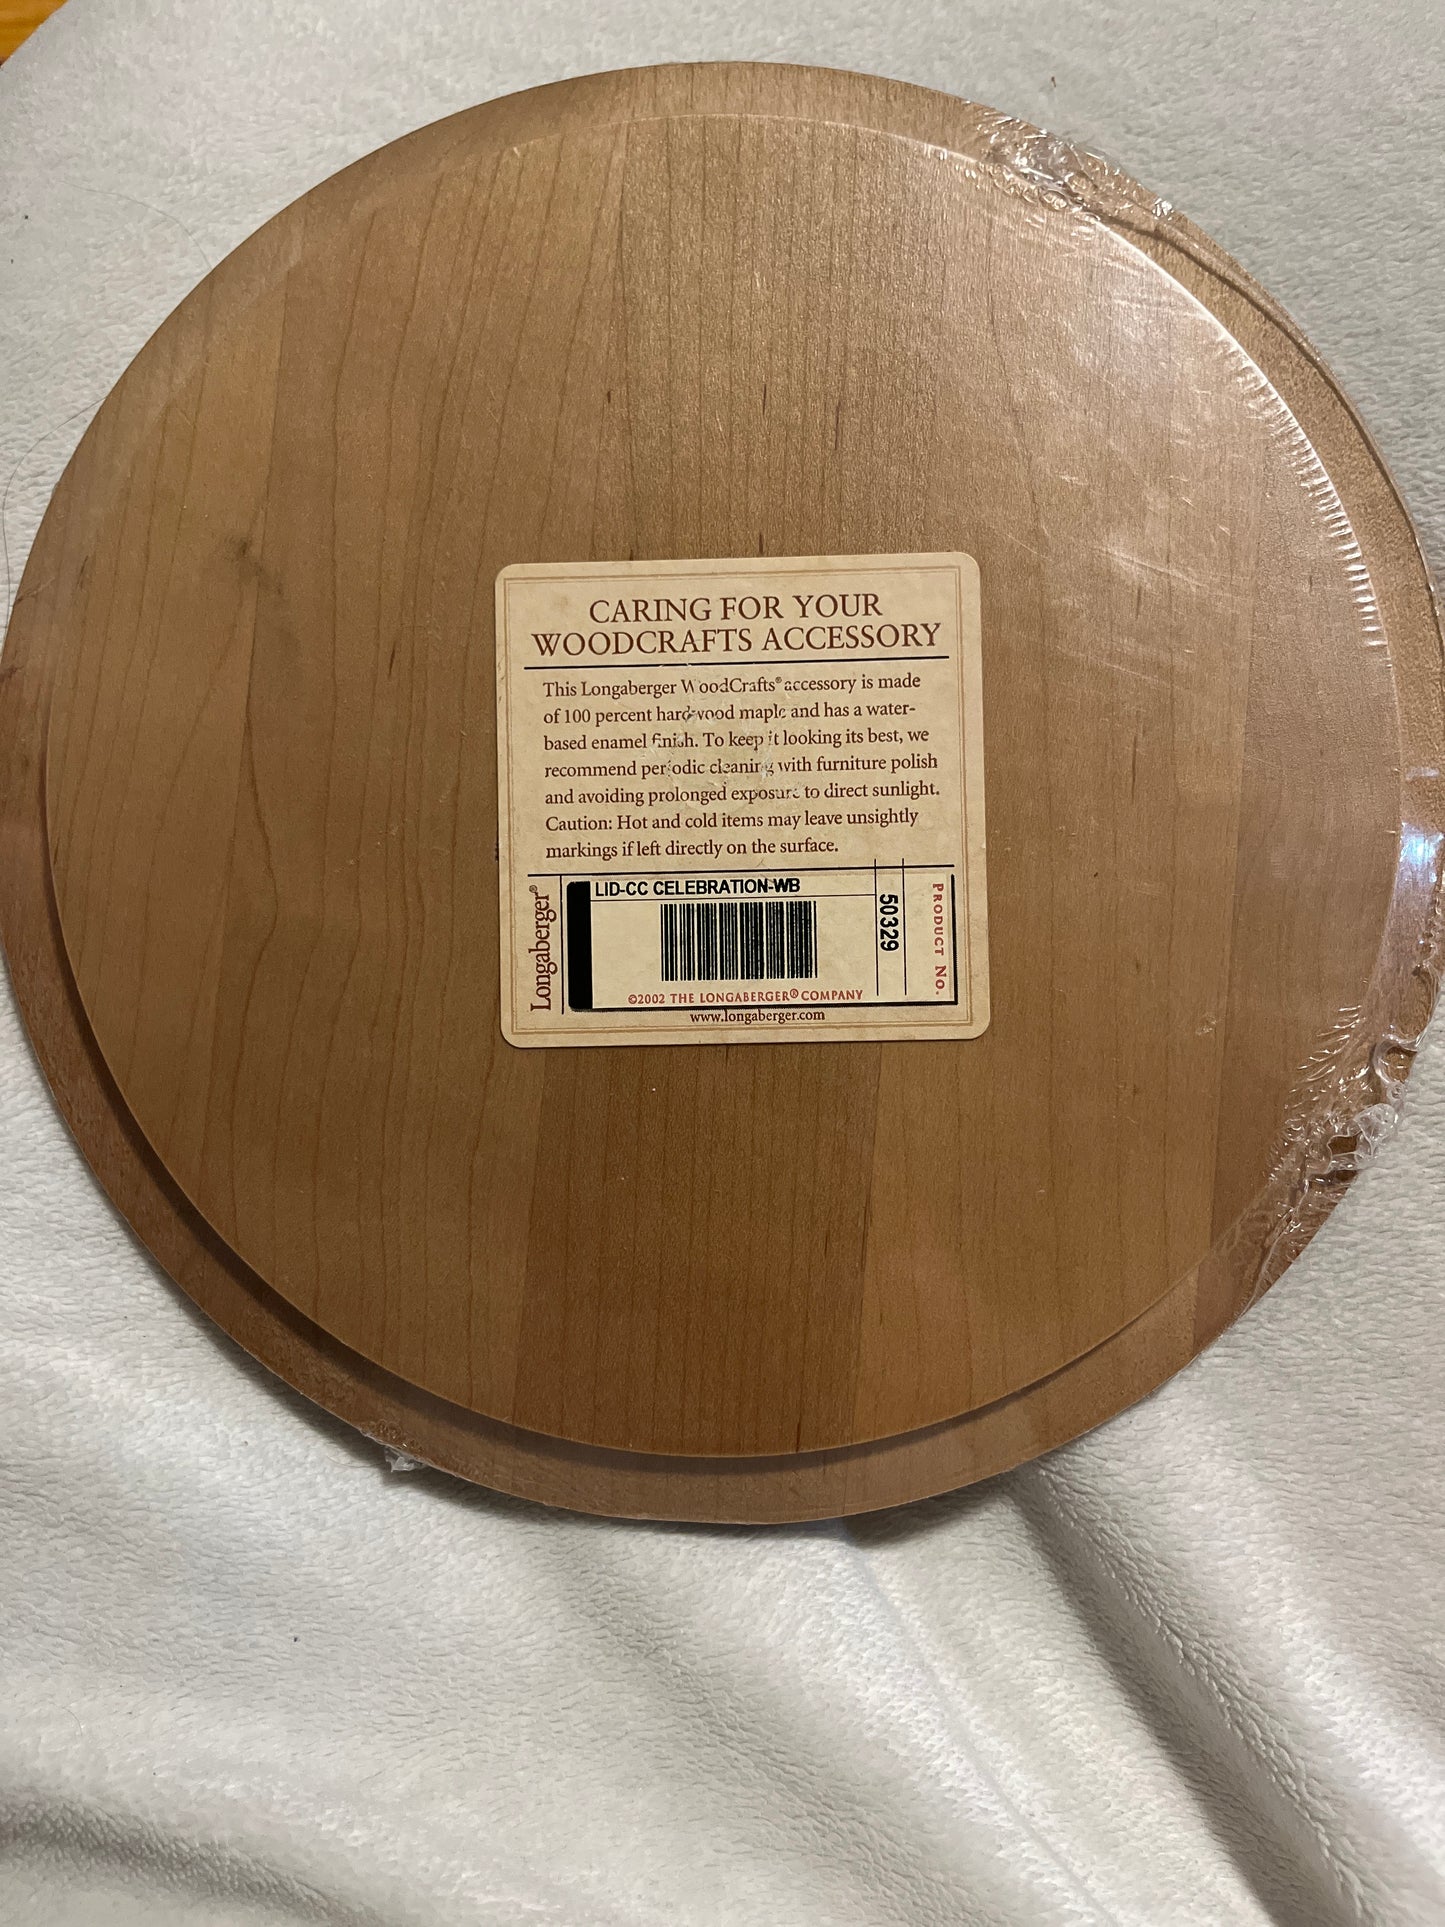 CARING FOR YOUR
WOODCRAFTS ACCESSORY
This Longaberger WoodCrafts® accessory is made
of 100 percent hardwood maple and has a water-
based enamel finish. To keep it looking its best, we
recommend periodic cleaning with furniture polish
and avoiding prolonged exposure to direct sunlight.
Caution: Hot and cold items may leave unsightly
markings if left directly on the surface.
Longaberger®
LID-CC CELEBRATION-WB
50329
PRODUCT NO.
©2002 THE LONGABERGER® COMPANY
www.longaberger.com